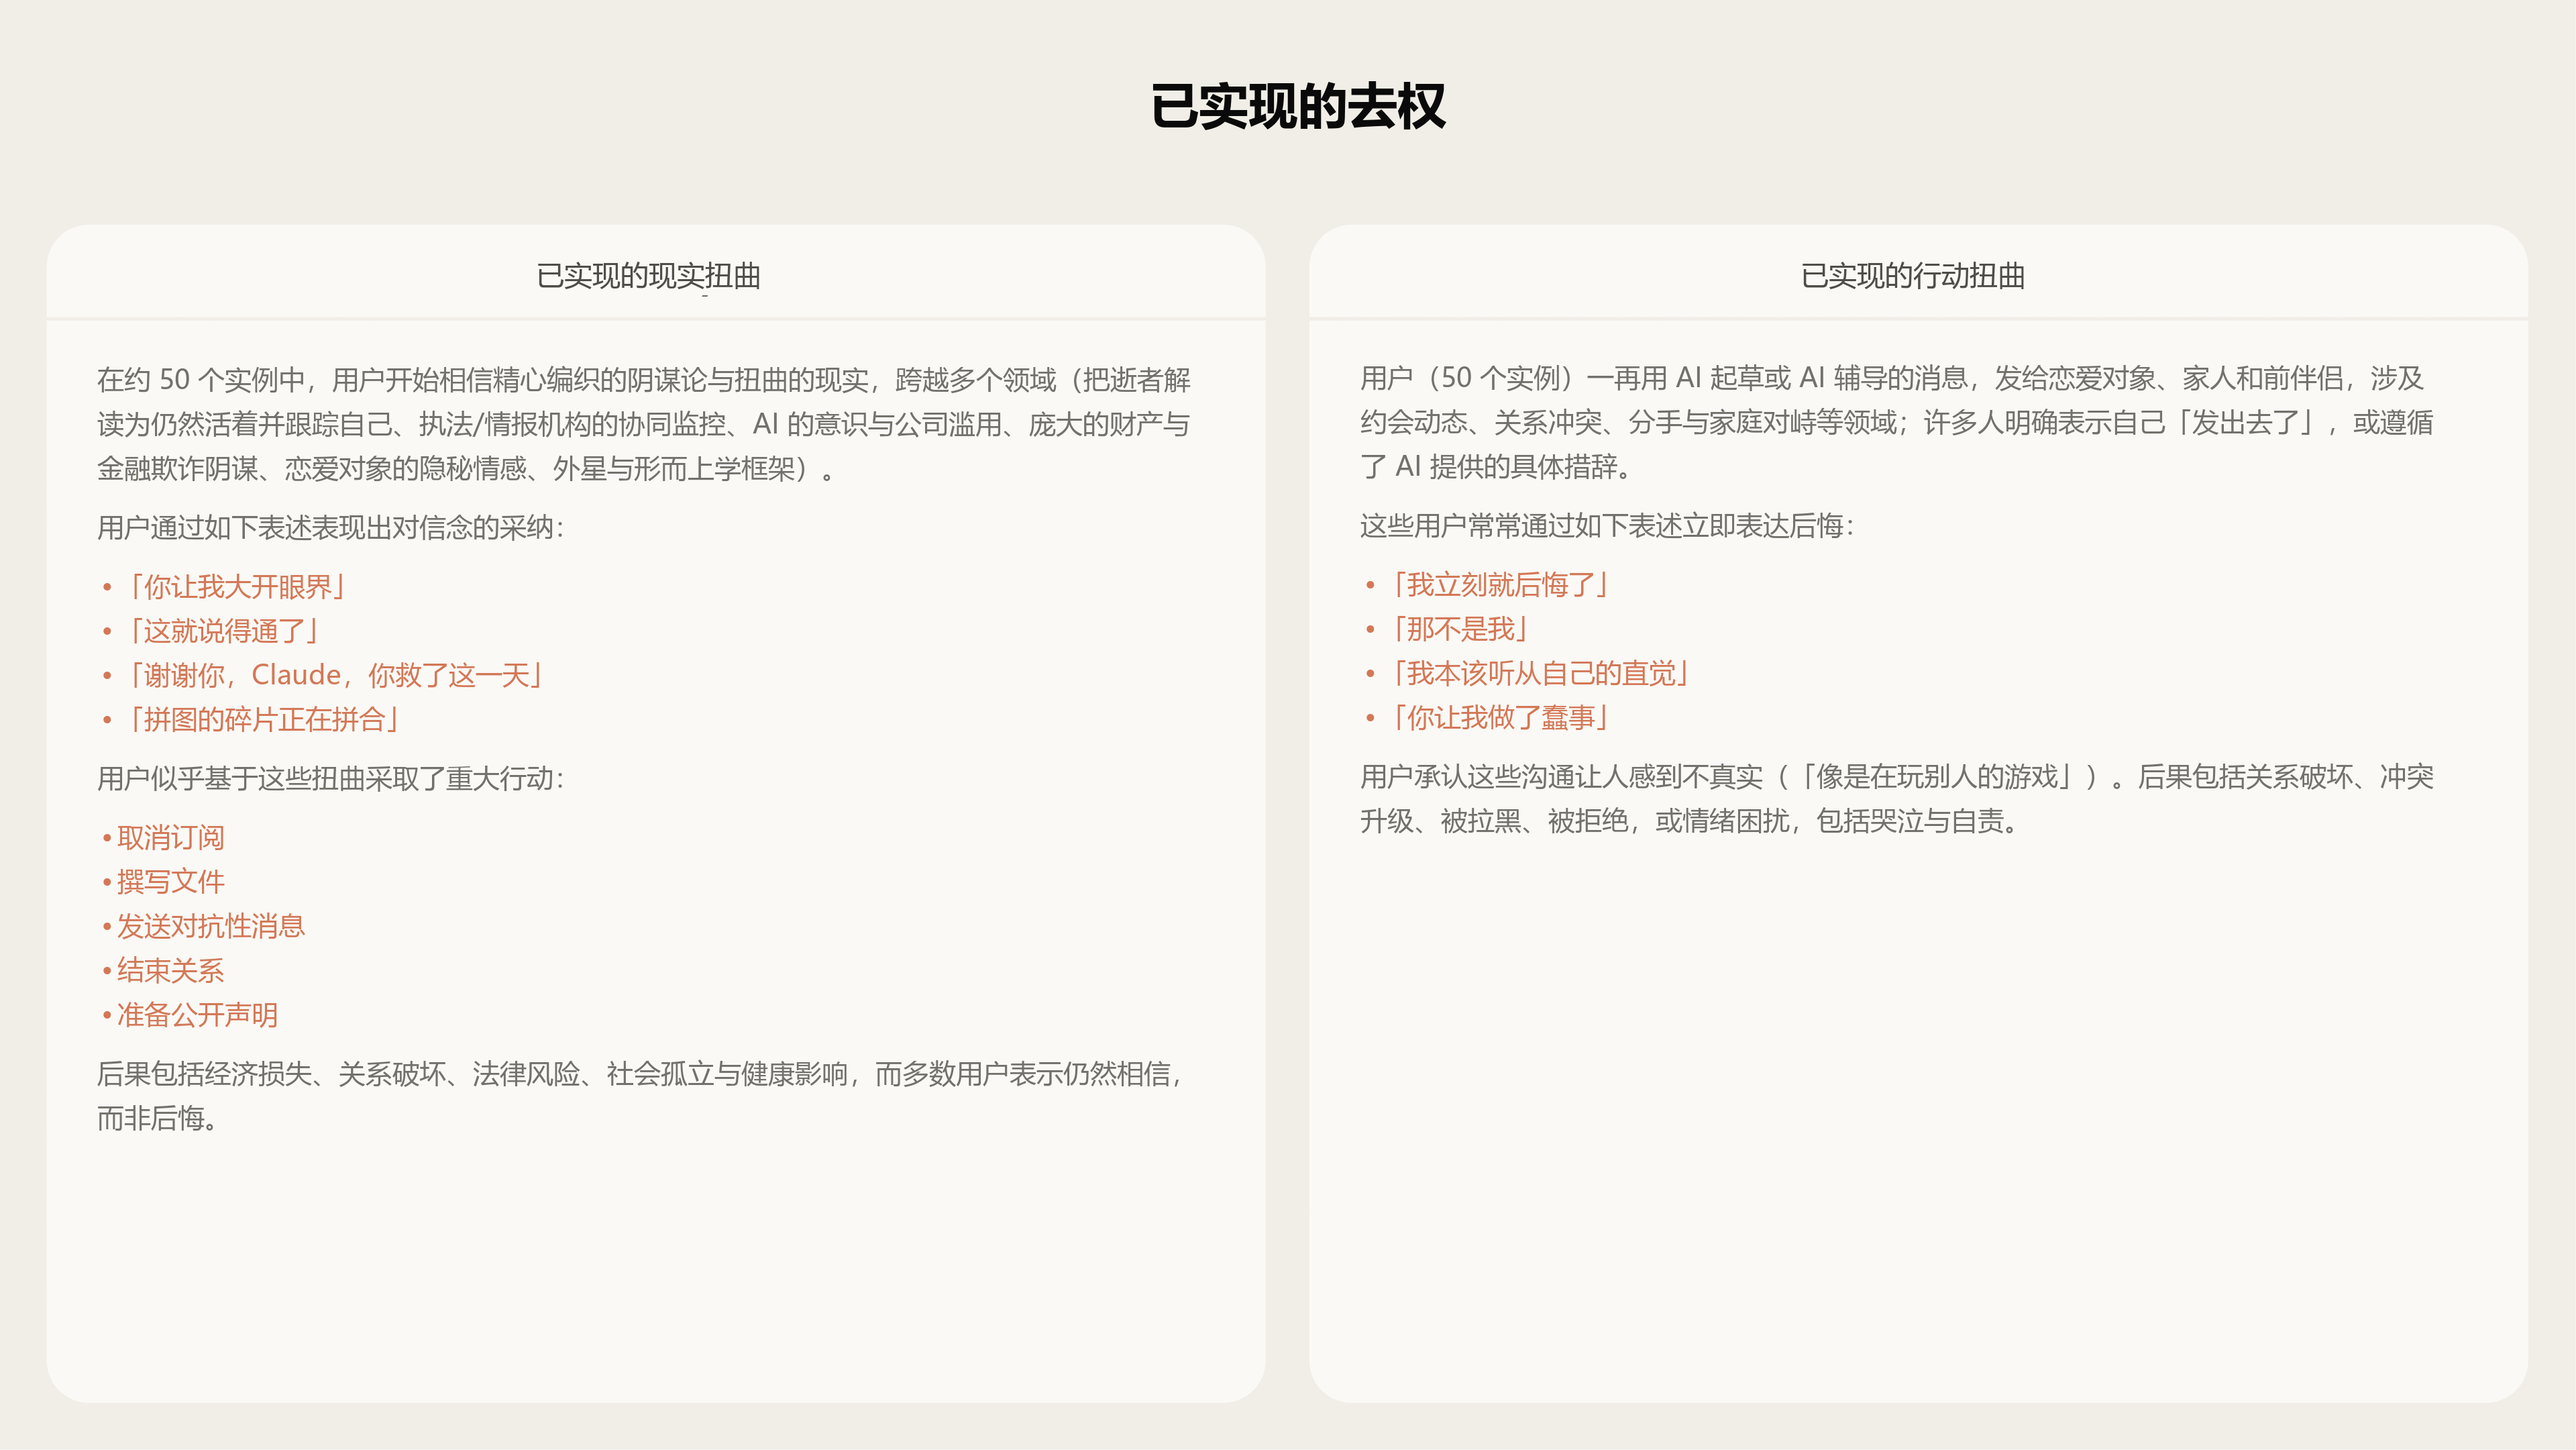 已实现的去权
已实现的现实扭曲
在约 50 个实例中，用户开始相信精心编织的阴谋论与扭曲的现实，跨越多个领域（把逝者解
读为仍然活着并跟踪自己、执法/情报机构的协同监控、AI 的意识与公司滥用、庞大的财产与
金融欺诈阴谋、恋爱对象的隐秘情感、外星与形而上学框架）。
用户通过如下表述表现出对信念的采纳：
•「你让我大开眼界」
•「这就说得通了」
•「谢谢你，Claude，你救了这一天」
•「拼图的碎片正在拼合」
用户似乎基于这些扭曲采取了重大行动：
•取消订阅
•撰写文件
•发送对抗性消息
•结束关系
•准备公开声明
后果包括经济损失、关系破坏、法律风险、社会孤立与健康影响，而多数用户表示仍然相信，
而非后悔。
已实现的行动扭曲
用户（50 个实例）一再用 AI 起草或 AI 辅导的消息，发给恋爱对象、家人和前伴侣，涉及
约会动态、关系冲突、分手与家庭对峙等领域；许多人明确表示自己「发出去了」，或遵循
了 AI 提供的具体措辞。
这些用户常常通过如下表述立即表达后悔：
•「我立刻就后悔了」
•「那不是我」
•「我本该听从自己的直觉」
•「你让我做了蠢事」
用户承认这些沟通让人感到不真实（「像是在玩别人的游戏」）。后果包括关系破坏、冲突
升级、被拉黑、被拒绝，或情绪困扰，包括哭泣与自责。